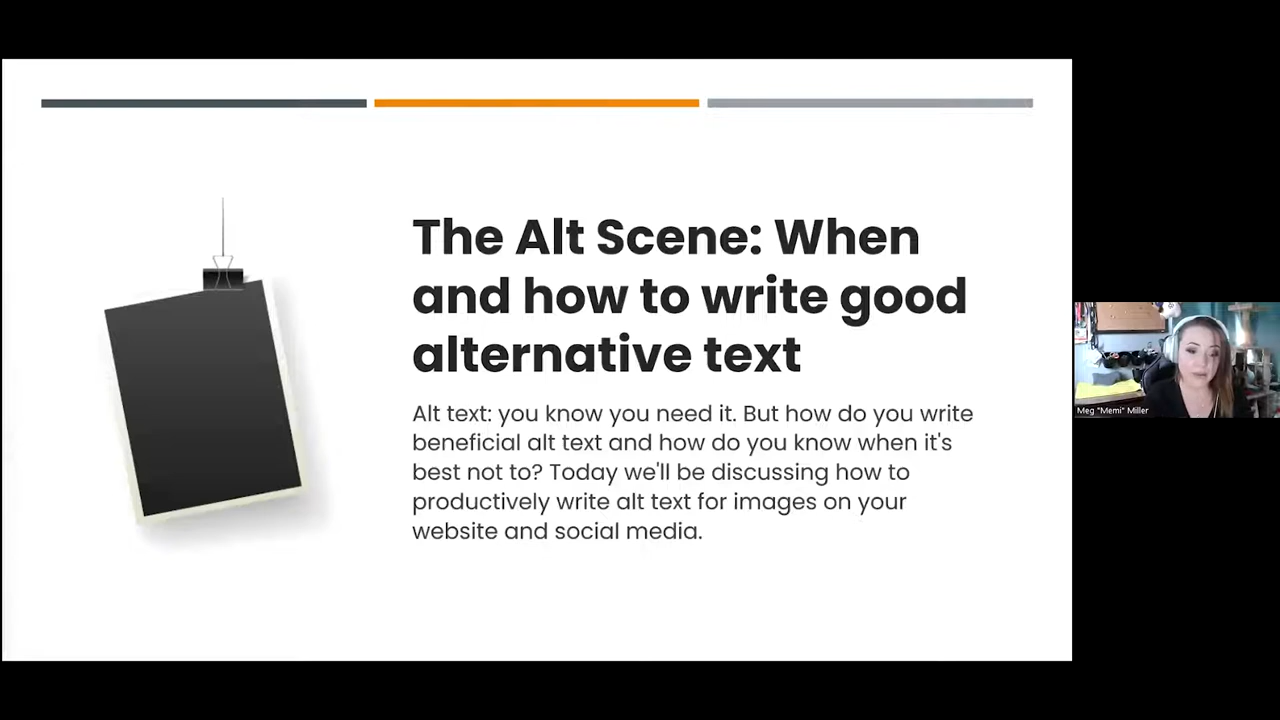 The Alt Scene: When
and how to write good
alternative text
Alt text: you know you need it. But how do you write
beneficial alt text and how do you know when it's
best not to? Today we'll be discussing how to
productively write alt text for images on your
website and social media.
Meg "Memi" Miller